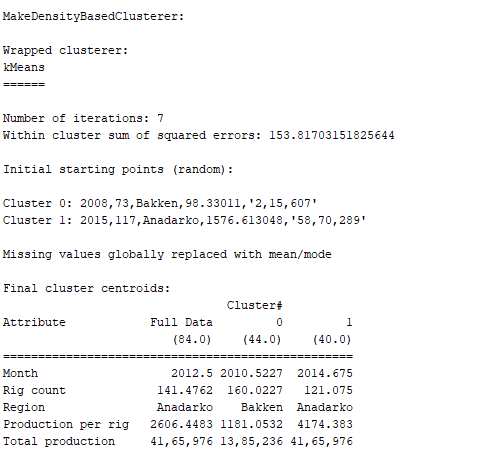 MakeDensityBasedClusterer:
Wrapped clusterer:
kMeans
======
Number of iterations: 7
Within cluster sum of squared errors: 153.81703151825644
Initial starting points (random):
Cluster 0: 2008,73,Bakken,98.33011,'2,15,607'
Cluster 1: 2015,117,Anadarko,1576.613048,'58,70,289'
Missing values globally replaced with mean/mode
Final cluster centroids:
Cluster#
Attribute Full Data 0 1
(84.0) (44.0) (40.0)
==================================================
Month 2012.5 2010.5227 2014.675
Rig count 141.4762 160.0227 121.075
Region Anadarko Bakken Anadarko
Production per rig 2606.4483 1181.0532 4174.383
Total production 41,65,976 13,85,236 41,65,976